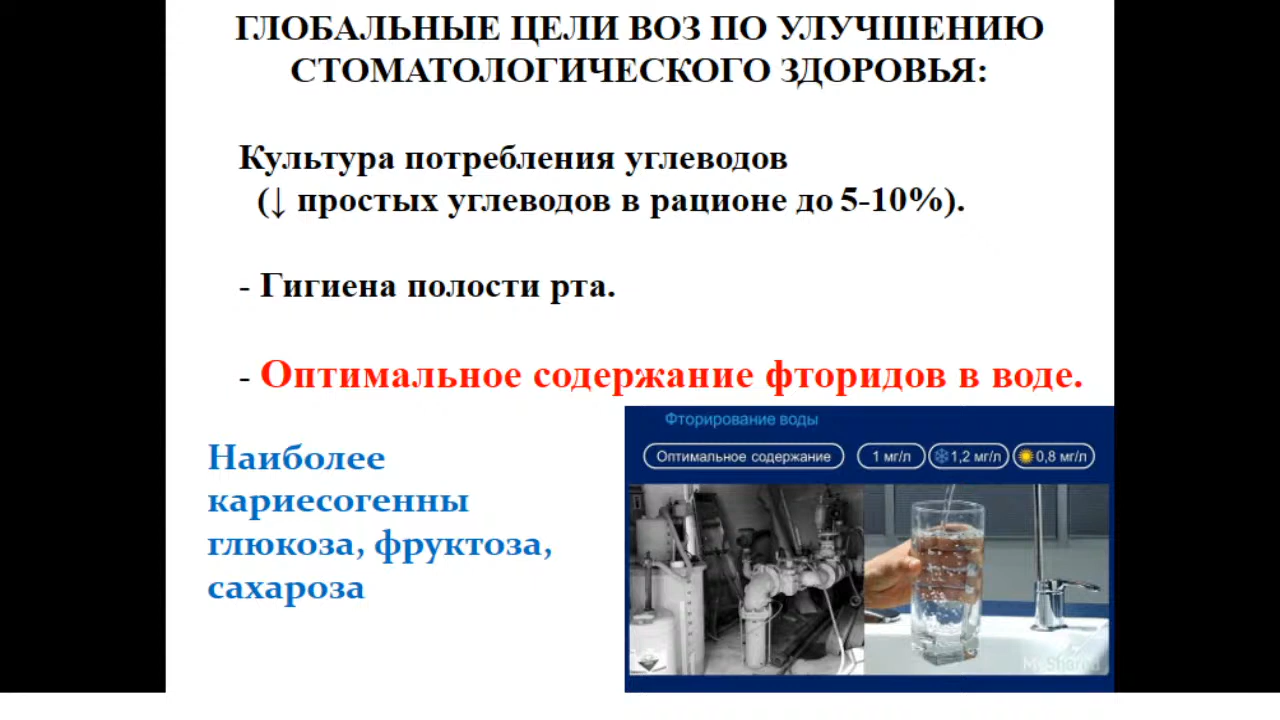 ГЛОБАЛЬНЫЕ ЦЕЛИ ВОЗ ПО УЛУЧШЕНИЮ
СТОМАТОЛОГИЧЕСКОГО ЗДОРОВЬЯ:
Культура потребления углеводов
(↓ простых углеводов в рационе до 5-10%).
- Гигиена полости рта.
- Оптимальное содержание фторидов в воде.
Наиболее
кариесогенны
глюкоза, фруктоза,
сахароза
Фторирование воды
Оптимальное содержание 1 мг/л 1,2 мг/л 0,8 мг/л
MyShared